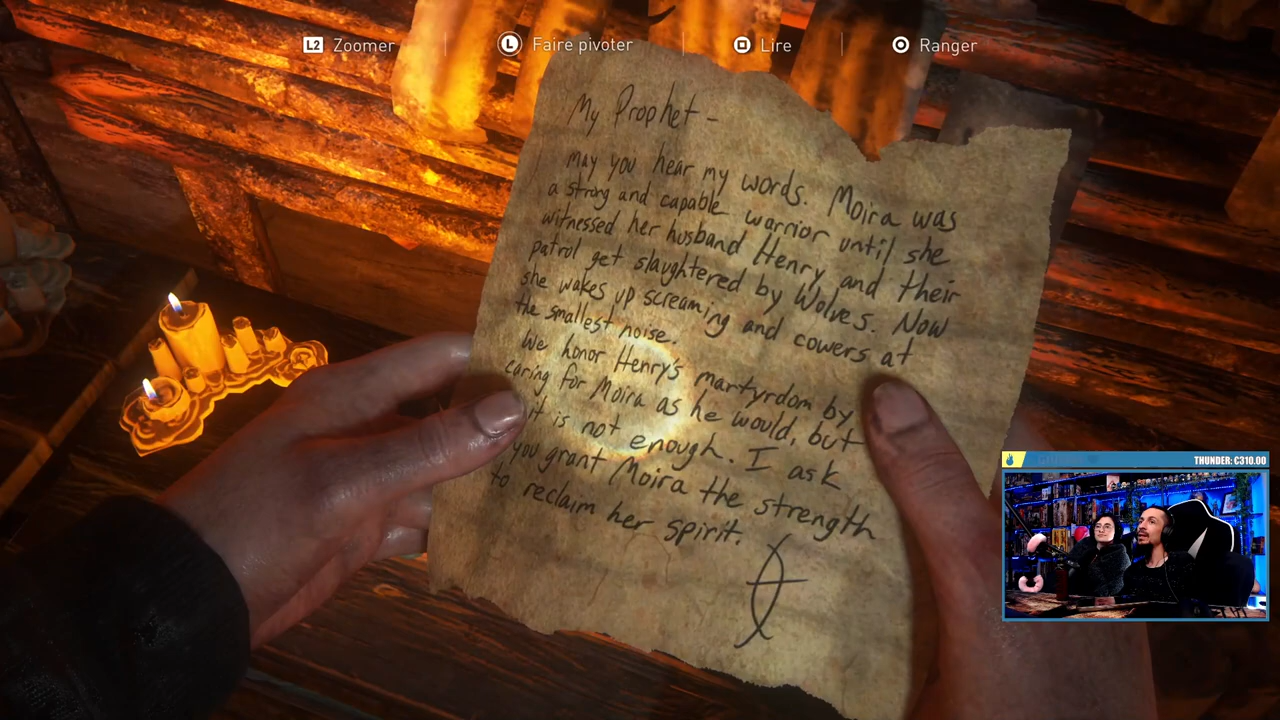 L2 Zoomer
L Faire pivoter
Lire
Ranger
My Prophet -
may you hear my words. Moira was
a strong and capable warrior until she
witnessed her husband Henry and their
patrol get slaughtered by Wolves. Now
she wakes up screaming and cowers at
the smallest noise.
We honor Henry's martyrdom by
caring for Moira as he would, but
it is not enough. I ask
you grant Moira the strength
to reclaim her spirit.
THUNDER: €310.00